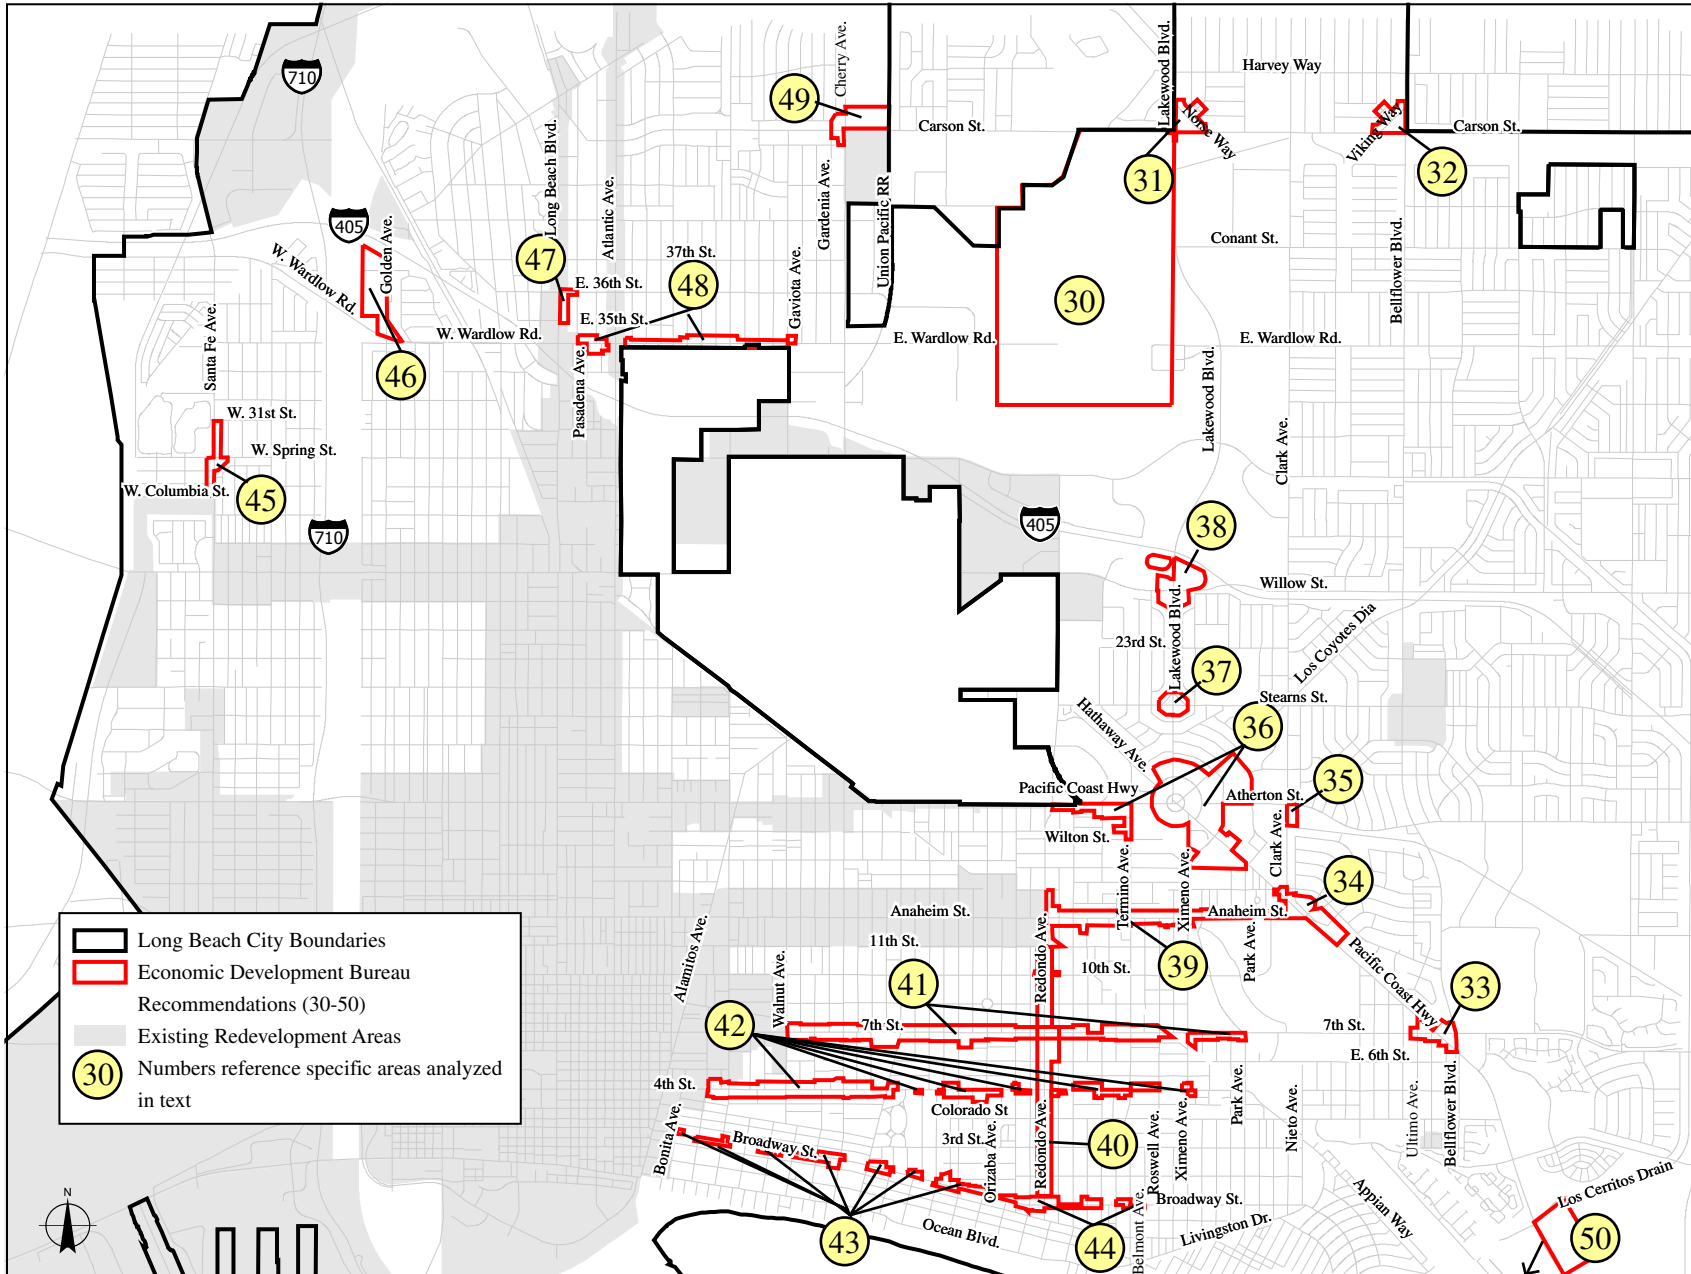 710
Cherry Ave.
Lakewood Blvd.
Harvey Way
49
Carson St.
Norse Way
Viking Way
Carson St.
31
32
Long Beach Blvd.
Atlantic Ave.
Gardenia Ave.
Union Pacific RR
405
Golden Ave.
W. Wardlow Rd.
47
37th St.
E. 36th St.
48
Gaviota Ave.
Conant St.
Bellflower Blvd.
30
E. 35th St.
W. Wardlow Rd.
E. Wardlow Rd.
E. Wardlow Rd.
Santa Fe Ave.
46
Pasadena Ave.
Lakewood Blvd.
W. 31st St.
W. Spring St.
Clark Ave.
W. Columbia St.
45
710
405
38
Willow St.
Lakewood Blvd.
23rd St.
Los Coyotes Dia
37
Stearns St.
Hathaway Ave.
36
Pacific Coast Hwy
Atherton St.
35
Wilton St.
Clark Ave.
Termino Ave.
Ximeno Ave.
34
Anaheim St.
Anaheim St.
Alamitos Ave.
11th St.
Redondo Ave.
10th St.
39
Park Ave.
Pacific Coast Hwy
Walnut Ave.
41
33
42
7th St.
7th St.
E. 6th St.
4th St.
Colorado St
Park Ave.
Nieto Ave.
Ultimo Ave.
Bellflower Blvd.
Bonita Ave.
Broadway St.
3rd St.
Orizaba Ave.
Redondo Ave.
40
Roswell Ave.
Ximeno Ave.
Broadway St.
Belmont Ave.
Livingston Dr.
Appian Way
Los Cerritos Drain
Ocean Blvd.
43
44
50
Long Beach City Boundaries
Economic Development Bureau
Recommendations (30-50)
Existing Redevelopment Areas
30
Numbers reference specific areas analyzed
in text
N